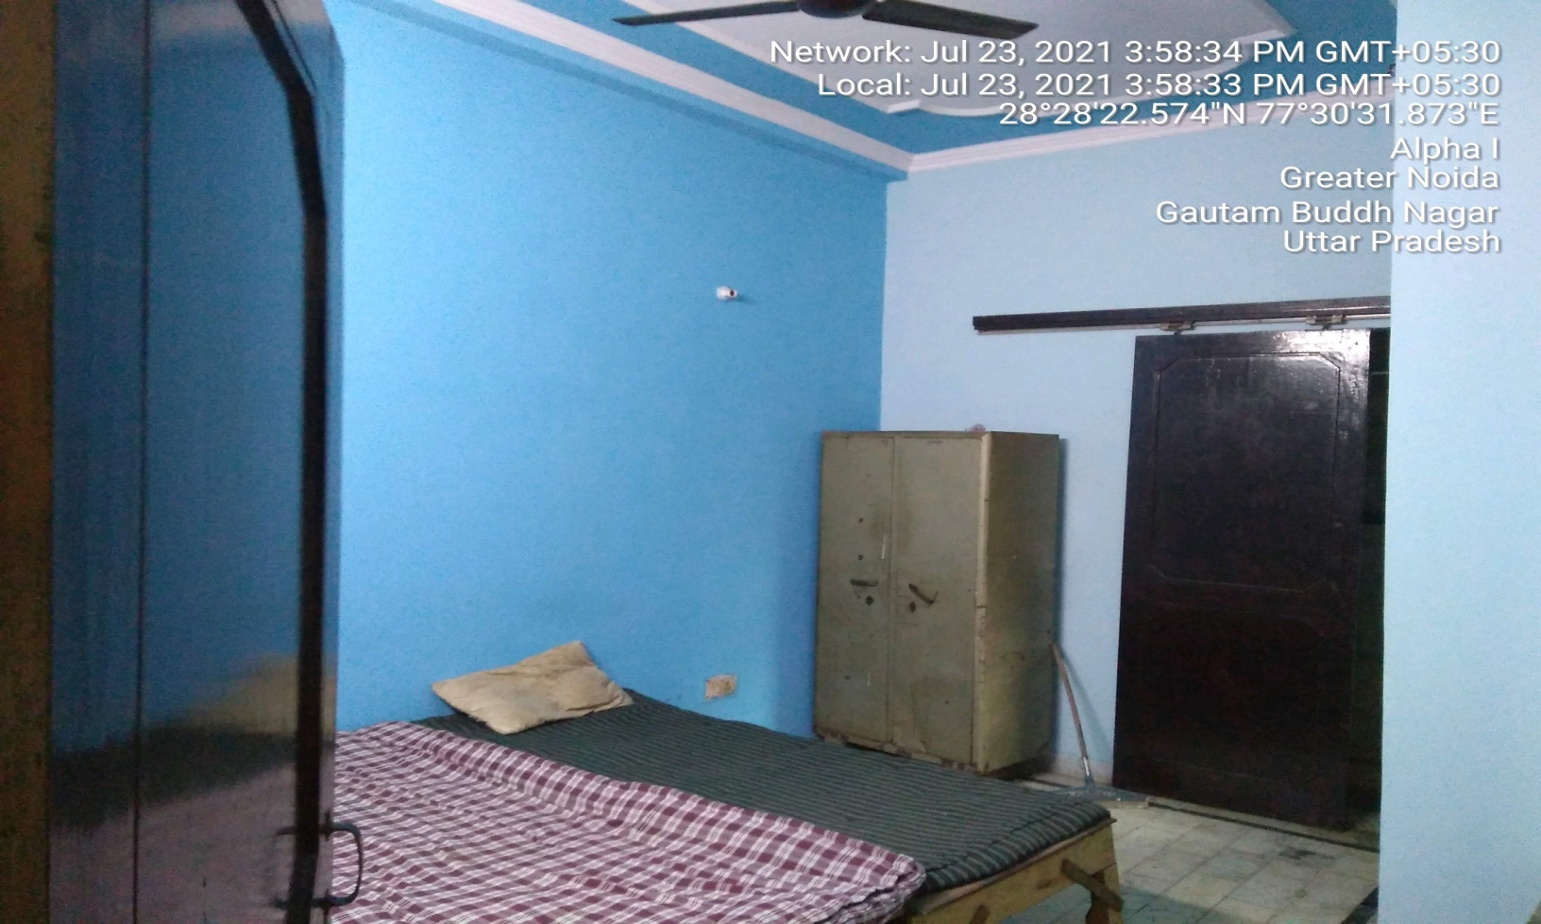 Network: Jul 23, 2021 3:58:34 PM GMT+05:30
Local: Jul 23, 2021 3:58:33 PM GMT+05:30
28°28'22.574"N 77°30'31.873"E
Alpha I
Greater Noida
Gautam Buddh Nagar
Uttar Pradesh